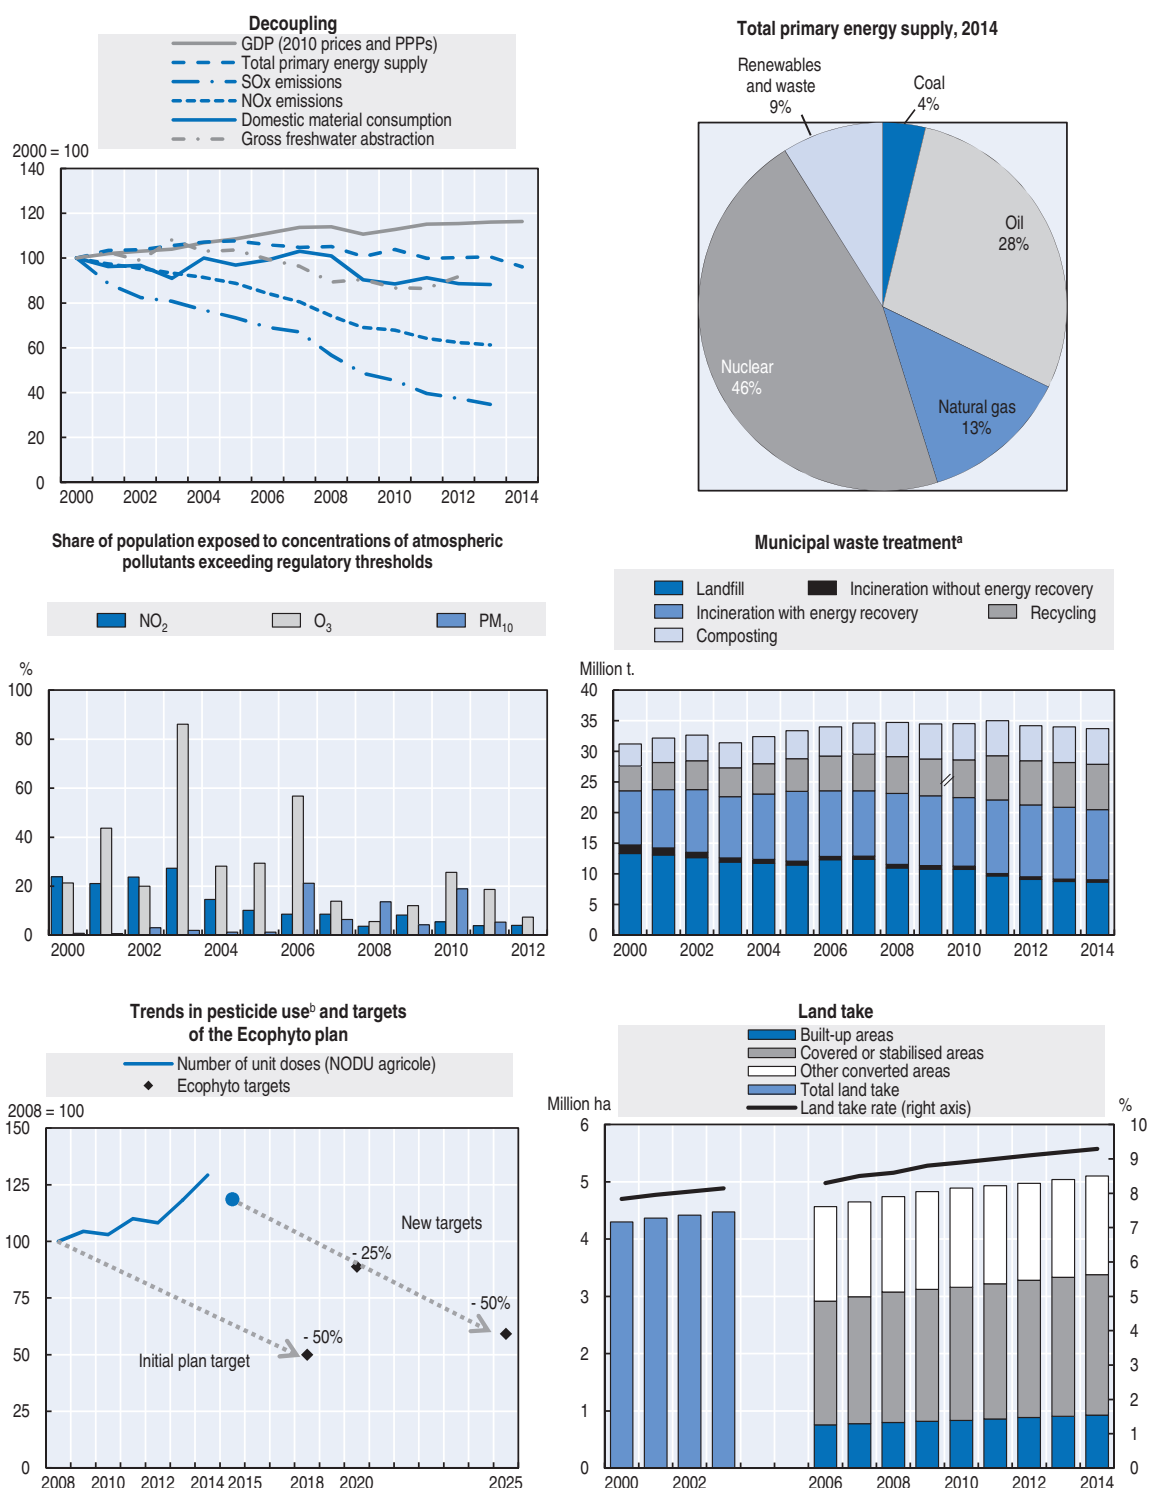 Decoupling
GDP (2010 prices and PPPs)
Total primary energy supply
SOx emissions
NOx emissions
Domestic material consumption
Gross freshwater abstraction
2000 = 100
140
120
100
80
60
40
20
0
2000 2002 2004 2006 2008 2010 2012 2014
Total primary energy supply, 2014
Renewables
and waste
9%
Coal
4%
Oil
28%
Nuclear
46%
Natural gas
13%
Share of population exposed to concentrations of atmospheric
pollutants exceeding regulatory thresholds
NO2 O3 PM10
%
100
80
60
40
20
0
2000 2002 2004 2006 2008 2010 2012
Municipal waste treatmentᵃ
Landfill Incineration without energy recovery
Incineration with energy recovery Recycling
Composting
Million t.
40
35
30
25
20
15
10
5
0
2000 2002 2004 2006 2008 2010 2012 2014
Trends in pesticide useᵇ and targets
of the Ecophyto plan
Number of unit doses (NODU agricole)
Ecophyto targets
2008 = 100
150
125
100
75
50
25
0
New targets
- 25%
- 50%
- 50%
Initial plan target
2008 2010 2012 2014 2015 2018 2020 2025
Land take
Built-up areas
Covered or stabilised areas
Other converted areas
Total land take
Land take rate (right axis)
Million ha
%
6
5
4
3
2
1
0
10
9
8
7
6
5
4
3
2
1
0
2000 2002 2006 2008 2010 2012 2014